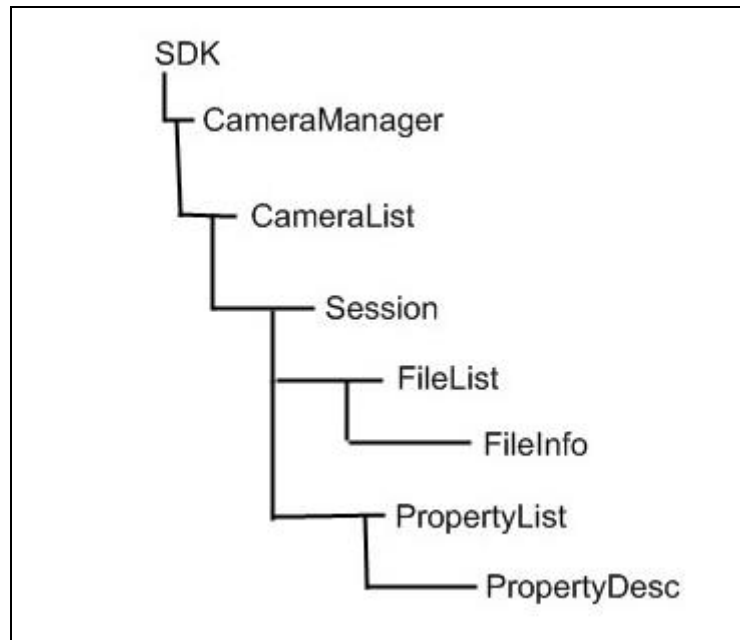 SDK
CameraManager
CameraList
Session
FileList
FileInfo
PropertyList
PropertyDesc